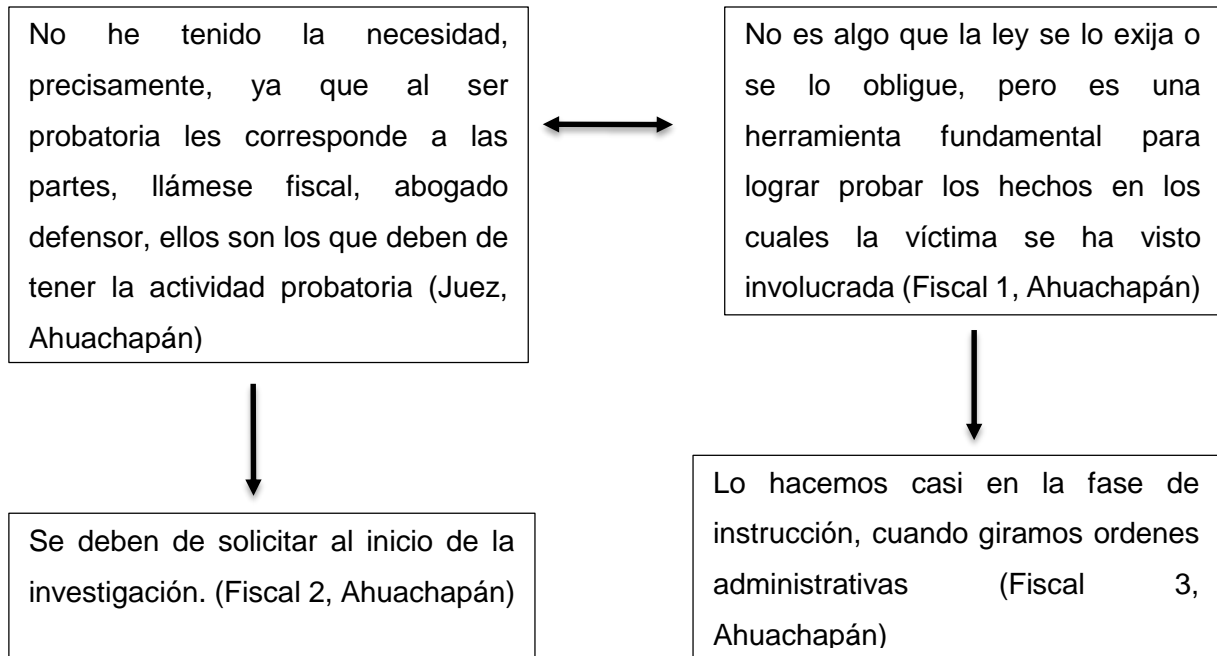 No he tenido la necesidad,
precisamente, ya que al ser
probatoria les corresponde a las
partes, llámese fiscal, abogado
defensor, ellos son los que deben de
tener la actividad probatoria (Juez,
Ahuachapán)
No es algo que la ley se lo exija o
se lo obligue, pero es una
herramienta fundamental para
lograr probar los hechos en los
cuales la víctima se ha visto
involucrada (Fiscal 1, Ahuachapán)
Se deben de solicitar al inicio de la
investigación. (Fiscal 2, Ahuachapán)
Lo hacemos casi en la fase de
instrucción, cuando giramos ordenes
administrativas (Fiscal 3,
Ahuachapán)